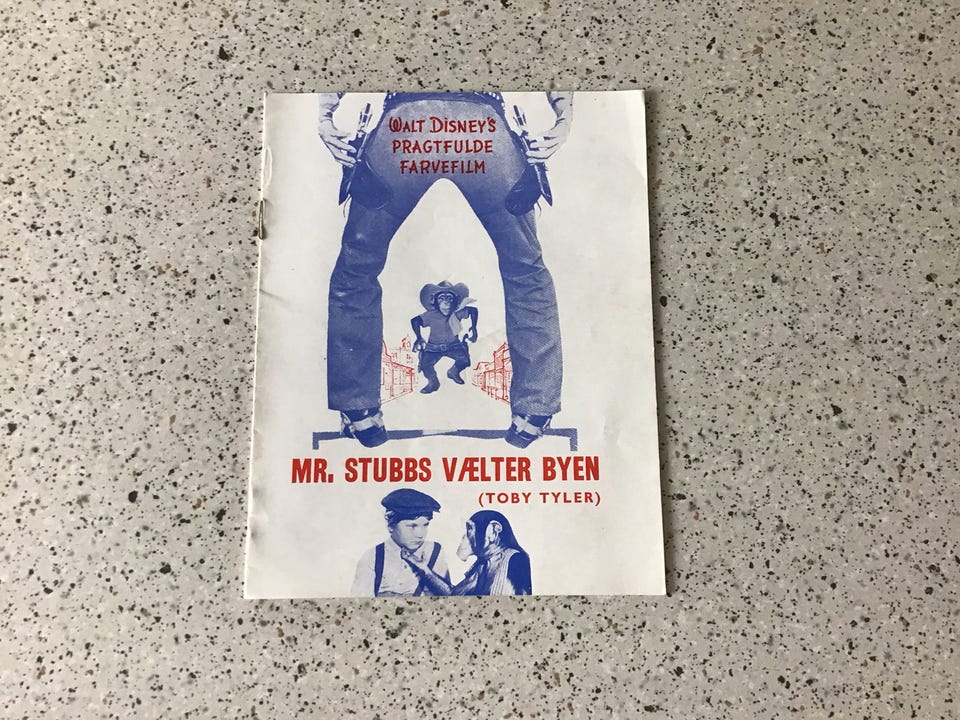 WALT DISNEY'S
PRAGTFULDE
FARVEFILM
MR. STUBBS VÆLTER BYEN
(TOBY TYLER)